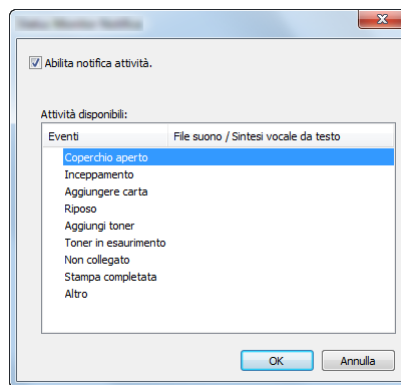 Abilita notifica attività.
Attività disponibili:
Eventi File suono / Sintesi vocale da testo
Coperchio aperto
Inceppamento
Aggiungere carta
Riposo
Aggiungi toner
Toner in esaurimento
Non collegato
Stampa completata
Altro
OK Annulla